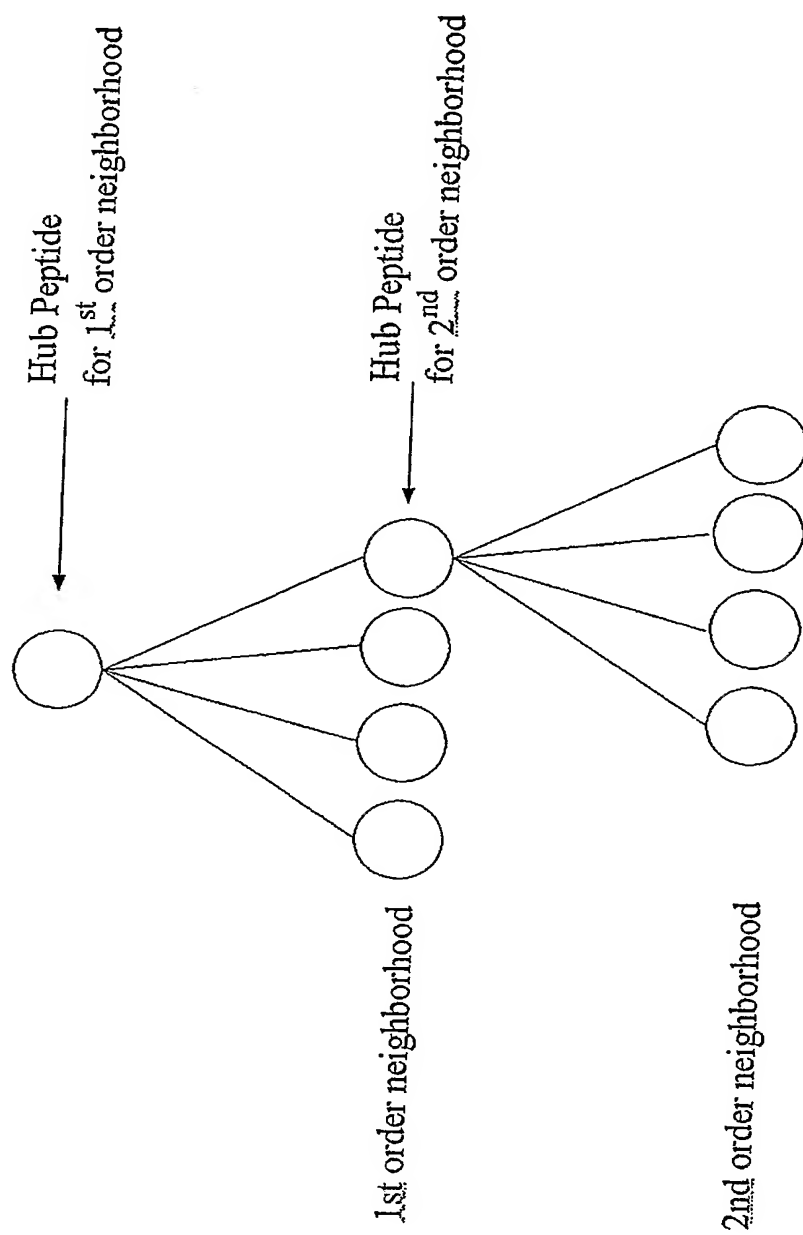 Hub Peptide
for 1st order neighborhood
Hub Peptide
for 2nd order neighborhood
1st order neighborhood
2nd order neighborhood